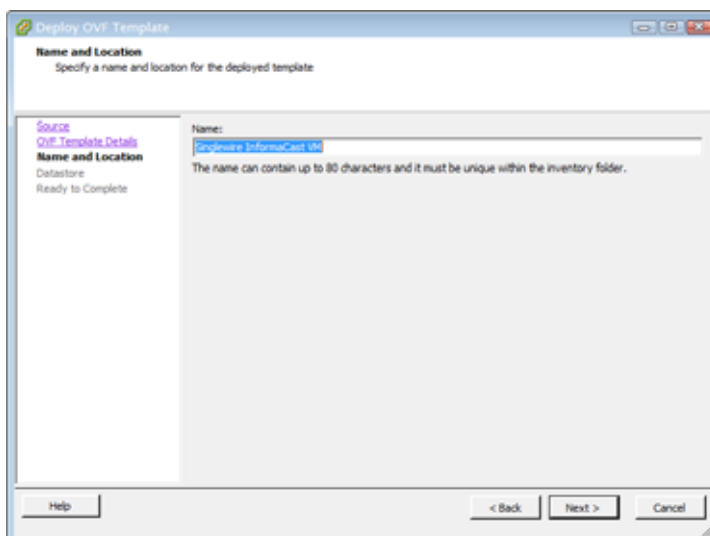 Deploy OVF Template
Name and Location
Specify a name and location for the deployed template
Source
OVF Template Details
Name and Location
Datastore
Ready to Complete
Name:
Singlewire InformaCast VM
The name can contain up to 80 characters and it must be unique within the inventory folder.
Help
< Back
Next >
Cancel